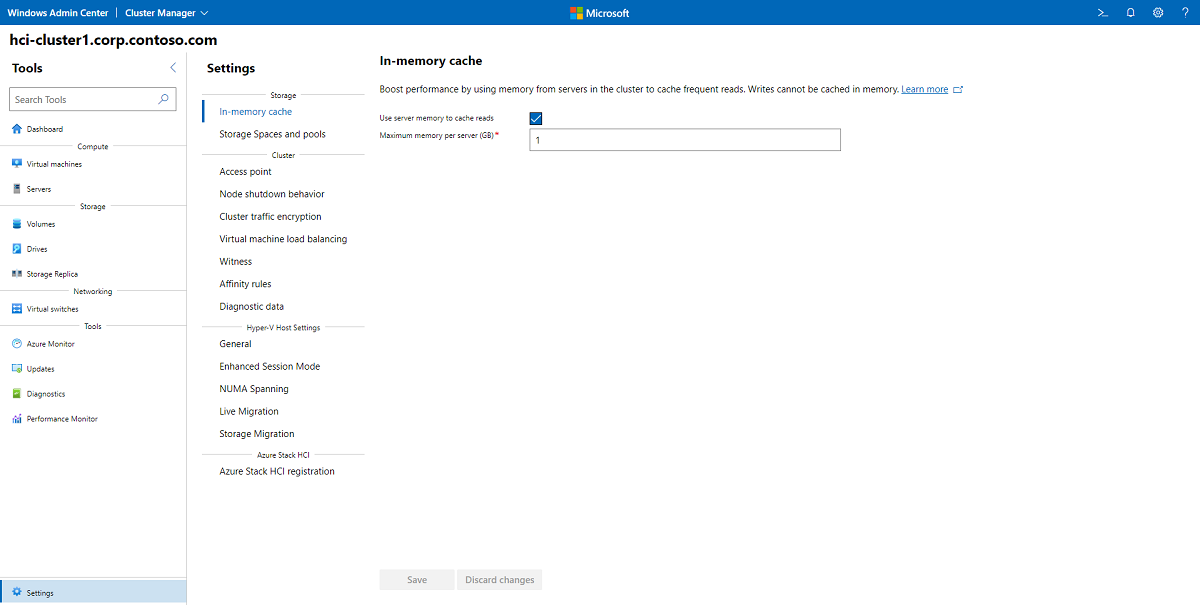 Windows Admin Center | Cluster Manager
Microsoft
?
hci-cluster1.corp.contoso.com
Tools
Search Tools
Dashboard
Compute
Virtual machines
Servers
Storage
Volumes
Drives
Storage Replica
Networking
Virtual switches
Tools
Azure Monitor
Updates
Diagnostics
Performance Monitor
Settings
Settings
Storage
In-memory cache
Storage Spaces and pools
Cluster
Access point
Node shutdown behavior
Cluster traffic encryption
Virtual machine load balancing
Witness
Affinity rules
Diagnostic data
Hyper-V Host Settings
General
Enhanced Session Mode
NUMA Spanning
Live Migration
Storage Migration
Azure Stack HCI
Azure Stack HCI registration
In-memory cache
Boost performance by using memory from servers in the cluster to cache frequent reads. Writes cannot be cached in memory. Learn more
Use server memory to cache reads
Maximum memory per server (GB)*
1
Save
Discard changes